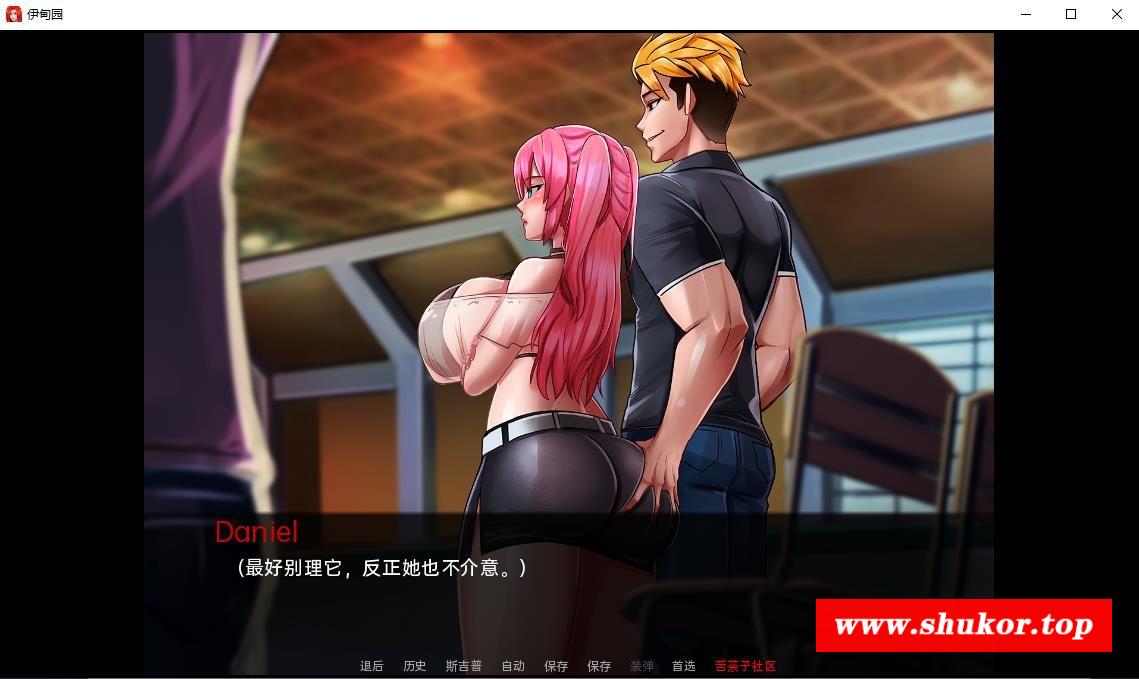 伊甸园
Daniel
（最好别理它，反正她也不介意。）
www.shukor.top
退后 历史 斯吉普 自动 保存 保存 装弹 首选 苦荼子社区